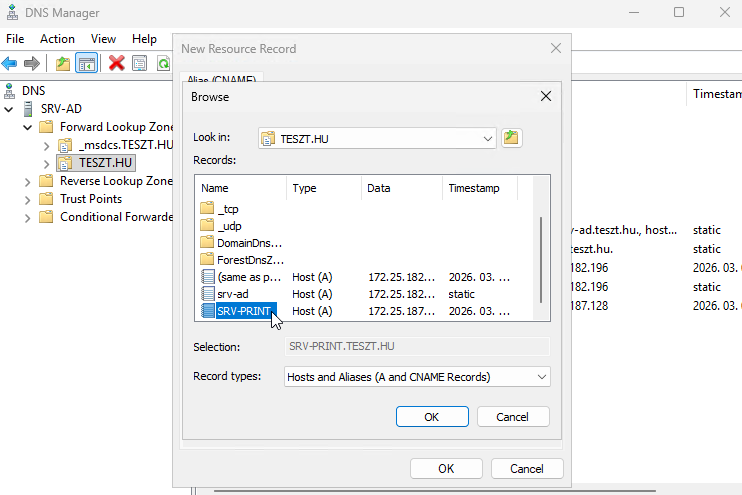 DNS Manager
File Action View Help
New Resource Record
Alias (CNAME)
Browse
Look in: TESZT.HU
Records:
Name Type Data Timestamp
_tcp
_udp
DomainDns...
ForestDnsZ...
(same as p... Host (A) 172.25.182... 2026. 03. ...
srv-ad Host (A) 172.25.182... static
SRV-PRINT Host (A) 172.25.187... 2026. 03. ...
Selection: SRV-PRINT.TESZT.HU
Record types: Hosts and Aliases (A and CNAME Records)
OK Cancel
OK Cancel
DNS
SRV-AD
Forward Lookup Zone
_msdcs.TESZT.HU
TESZT.HU
Reverse Lookup Zone
Trust Points
Conditional Forwarde
Timestam
v-ad.teszt.hu., host... static
teszt.hu. static
182.196 2026. 03.
182.196 static
187.128 2026. 03.